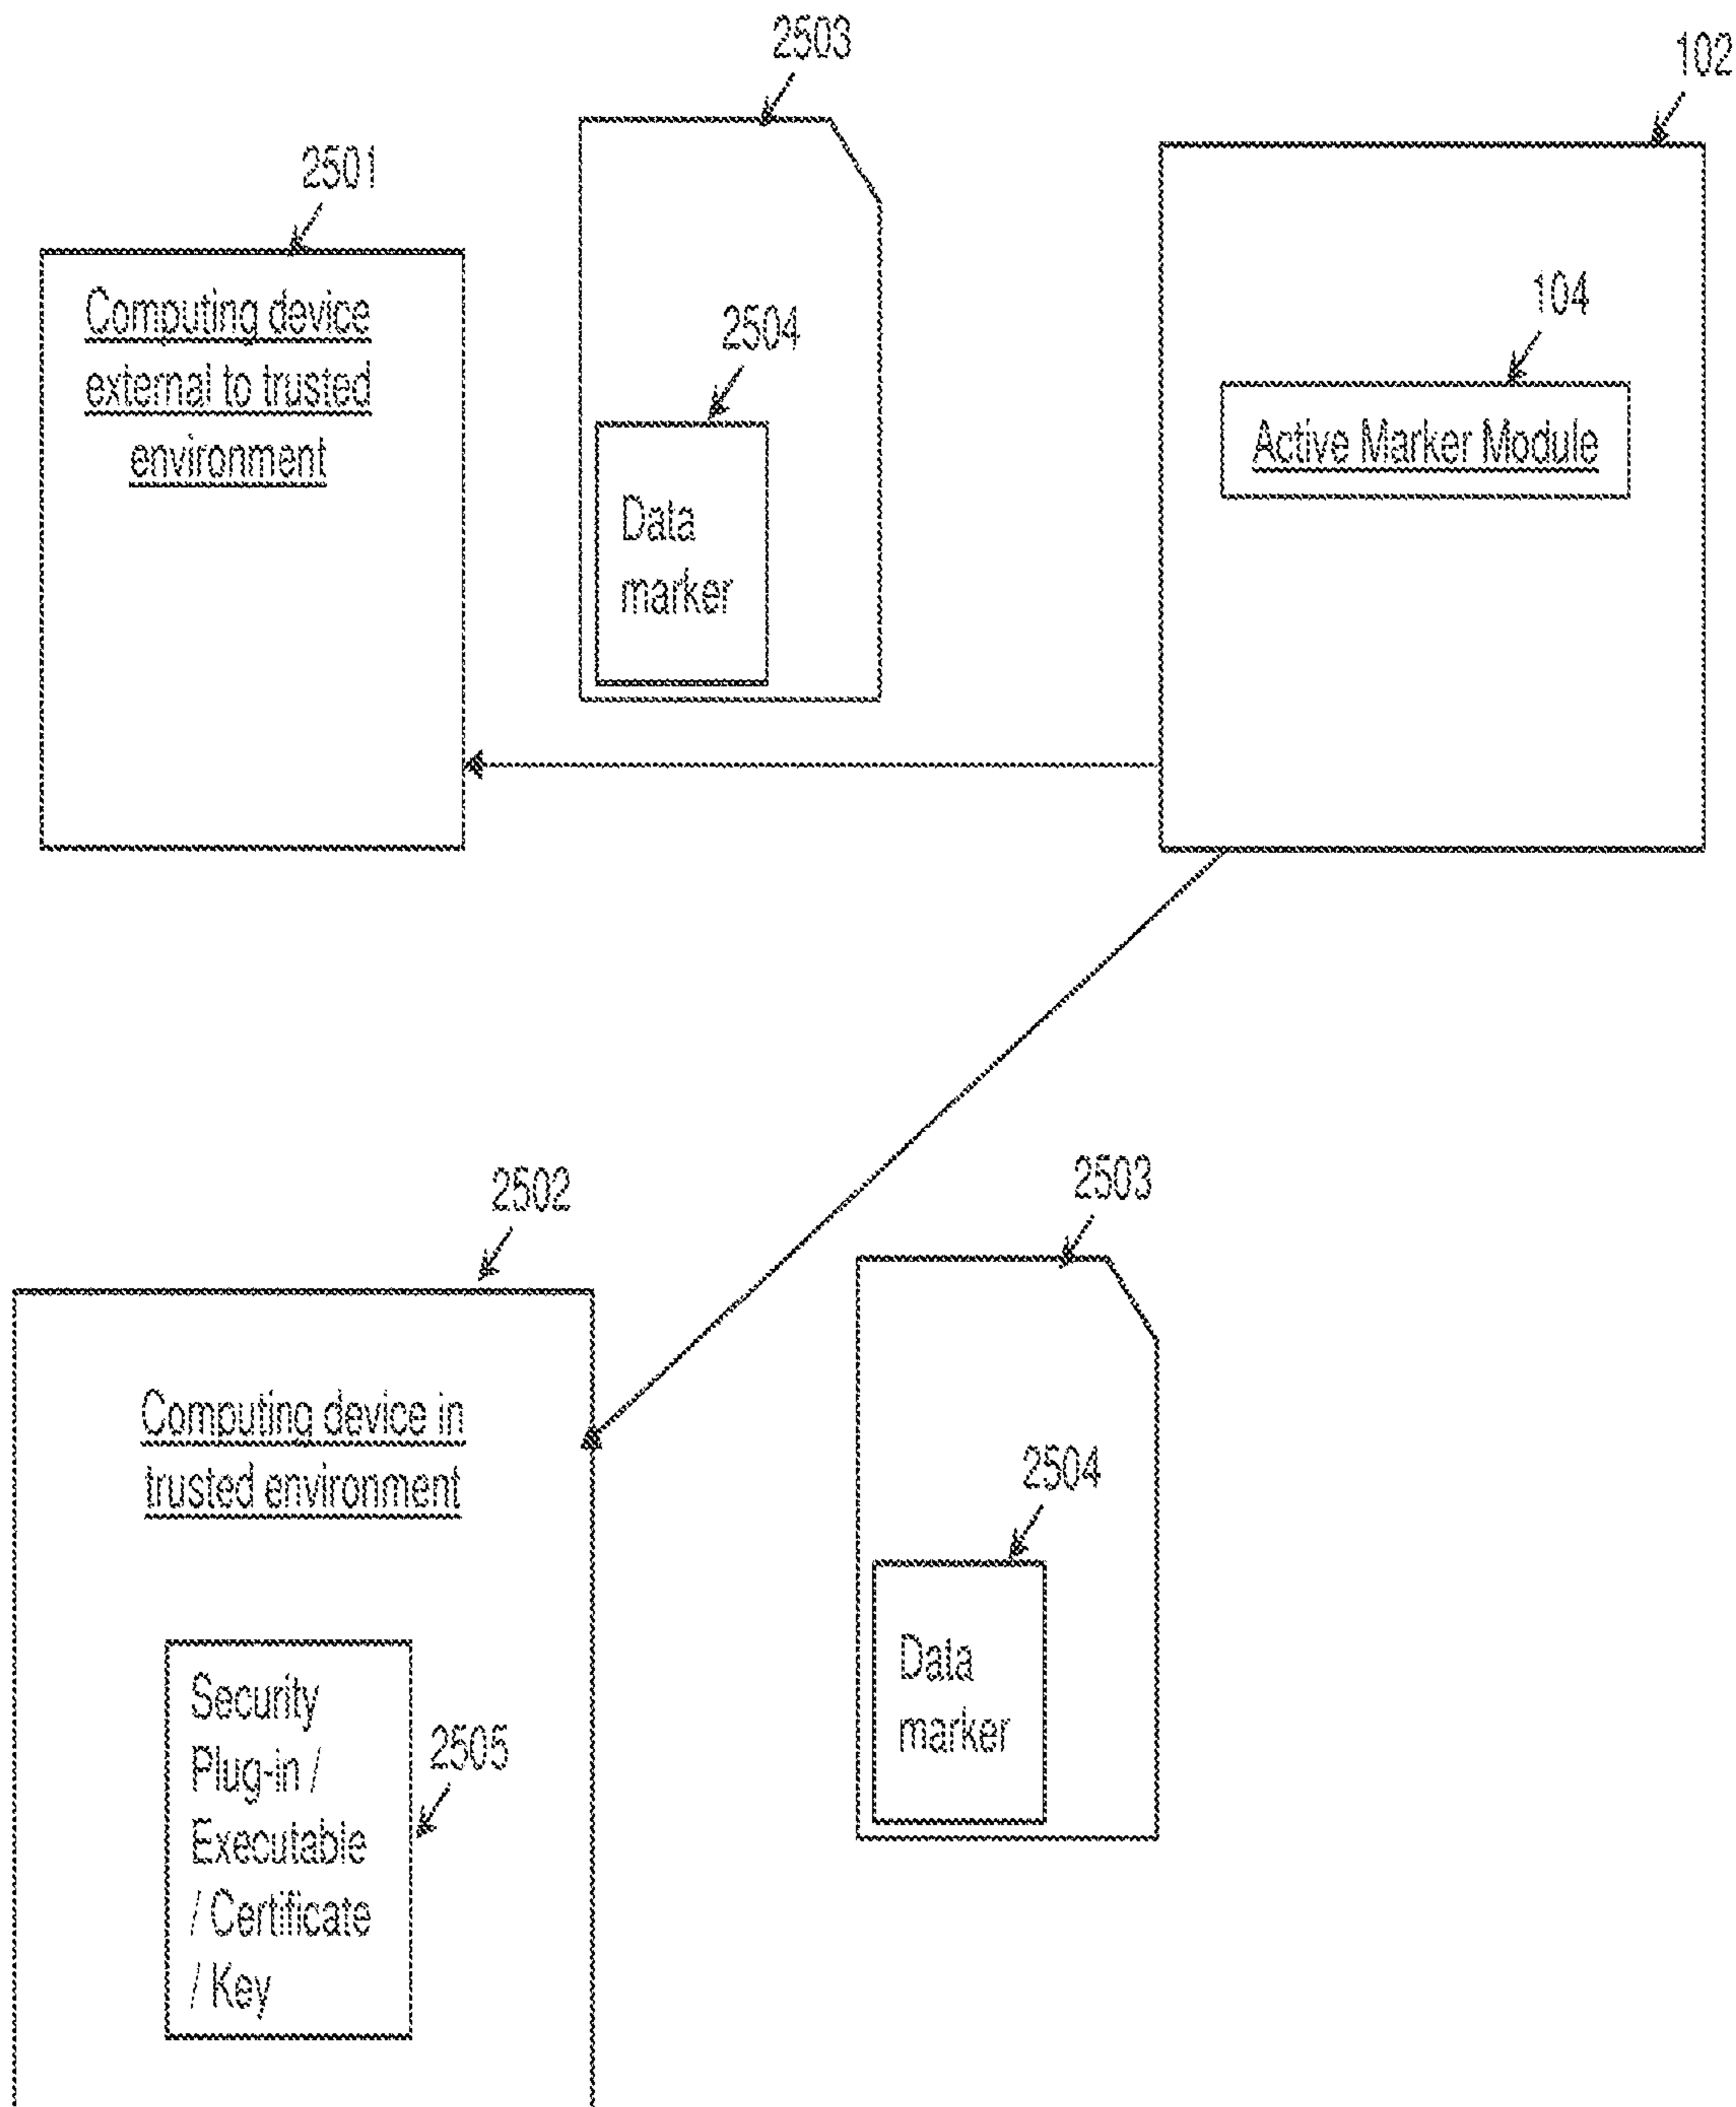 2503
102
2501
Computing device
external to trusted
environment
104
2504
Active Marker Module
Data
marker
2502
2503
Computing device in
trusted environment
2504
Data
marker
Security
Plug-in /
Executable
/ Certificate
/ Key
2505